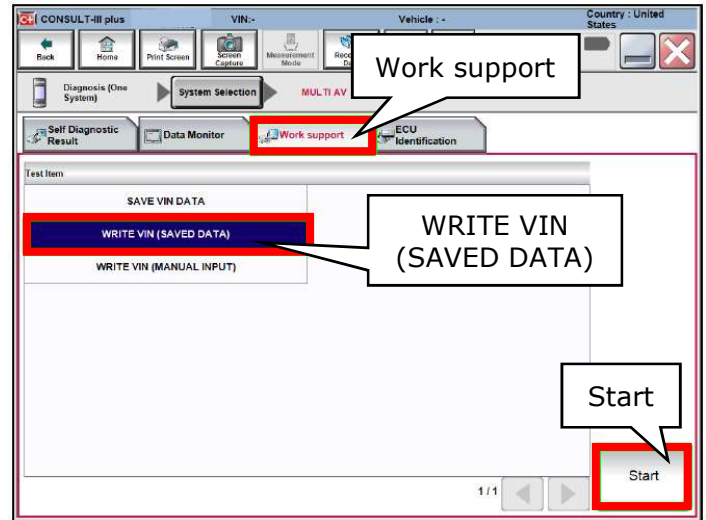 CONSULT-III plus VIN:- Vehicle : - Country : United States
Back Home Print Screen Screen Capture Measurement Mode
Work support
Diagnosis (One System) System Selection MULTI AV
Self Diagnostic Result Data Monitor Work support ECU Identification
Test Item
SAVE VIN DATA
WRITE VIN (SAVED DATA)
WRITE VIN
(SAVED DATA)
WRITE VIN (MANUAL INPUT)
Start
Start
1/1